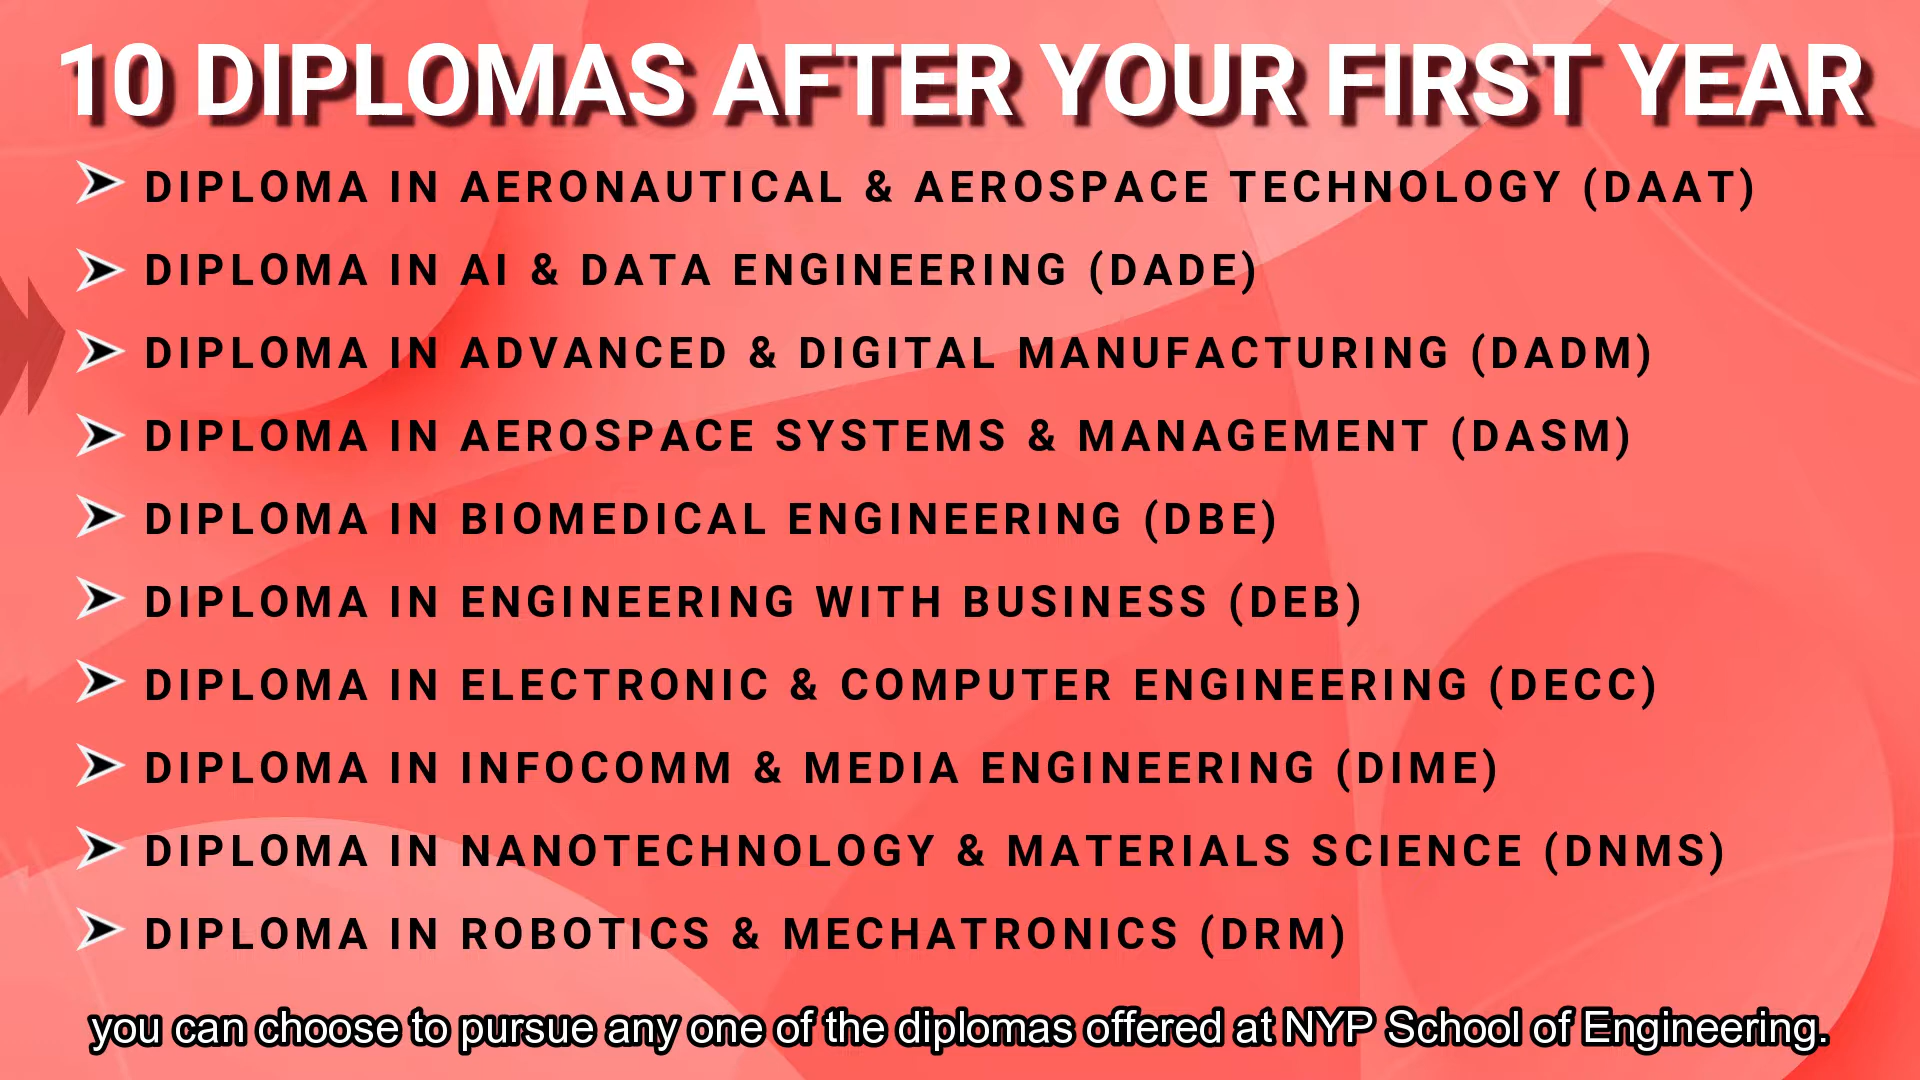 10 DIPLOMAS AFTER YOUR FIRST YEAR
DIPLOMA IN AERONAUTICAL & AEROSPACE TECHNOLOGY (DAAT)
DIPLOMA IN AI & DATA ENGINEERING (DADE)
DIPLOMA IN ADVANCED & DIGITAL MANUFACTURING (DADM)
DIPLOMA IN AEROSPACE SYSTEMS & MANAGEMENT (DASM)
DIPLOMA IN BIOMEDICAL ENGINEERING (DBE)
DIPLOMA IN ENGINEERING WITH BUSINESS (DEB)
DIPLOMA IN ELECTRONIC & COMPUTER ENGINEERING (DECC)
DIPLOMA IN INFOCOMM & MEDIA ENGINEERING (DIME)
DIPLOMA IN NANOTECHNOLOGY & MATERIALS SCIENCE (DNMS)
DIPLOMA IN ROBOTICS & MECHATRONICS (DRM)
you can choose to pursue any one of the diplomas offered at NYP School of Engineering.